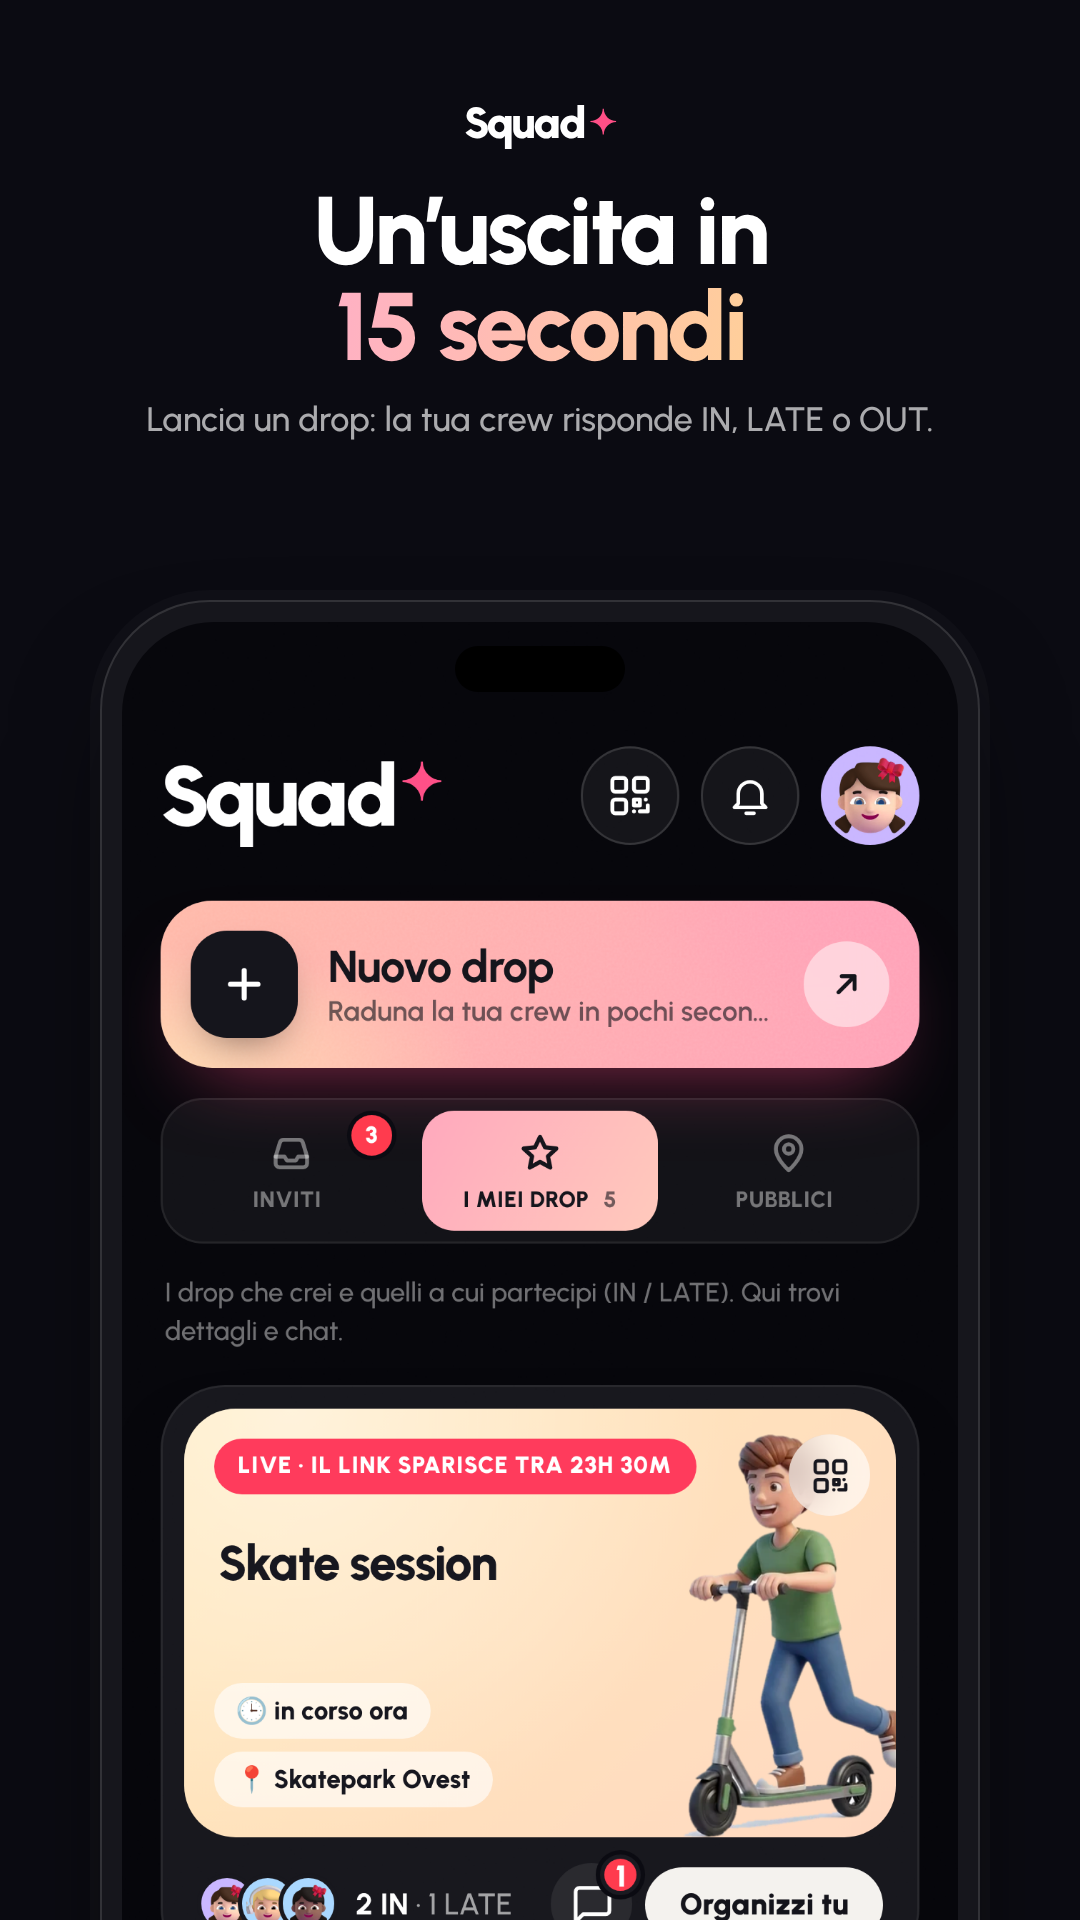 Squad
Un'uscita in
15 secondi
Lancia un drop: la tua crew risponde IN, LATE o OUT.
Squad
Nuovo drop
Raduna la tua crew in pochi secon...
3
INVITI
I MIEI DROP 5
PUBBLICI
I drop che crei e quelli a cui partecipi (IN / LATE). Qui trovi
dettagli e chat.
LIVE · IL LINK SPARISCE TRA 23H 30M
Skate session
in corso ora
Skatepark Ovest
2 IN · 1 LATE
1
Organizzi tu